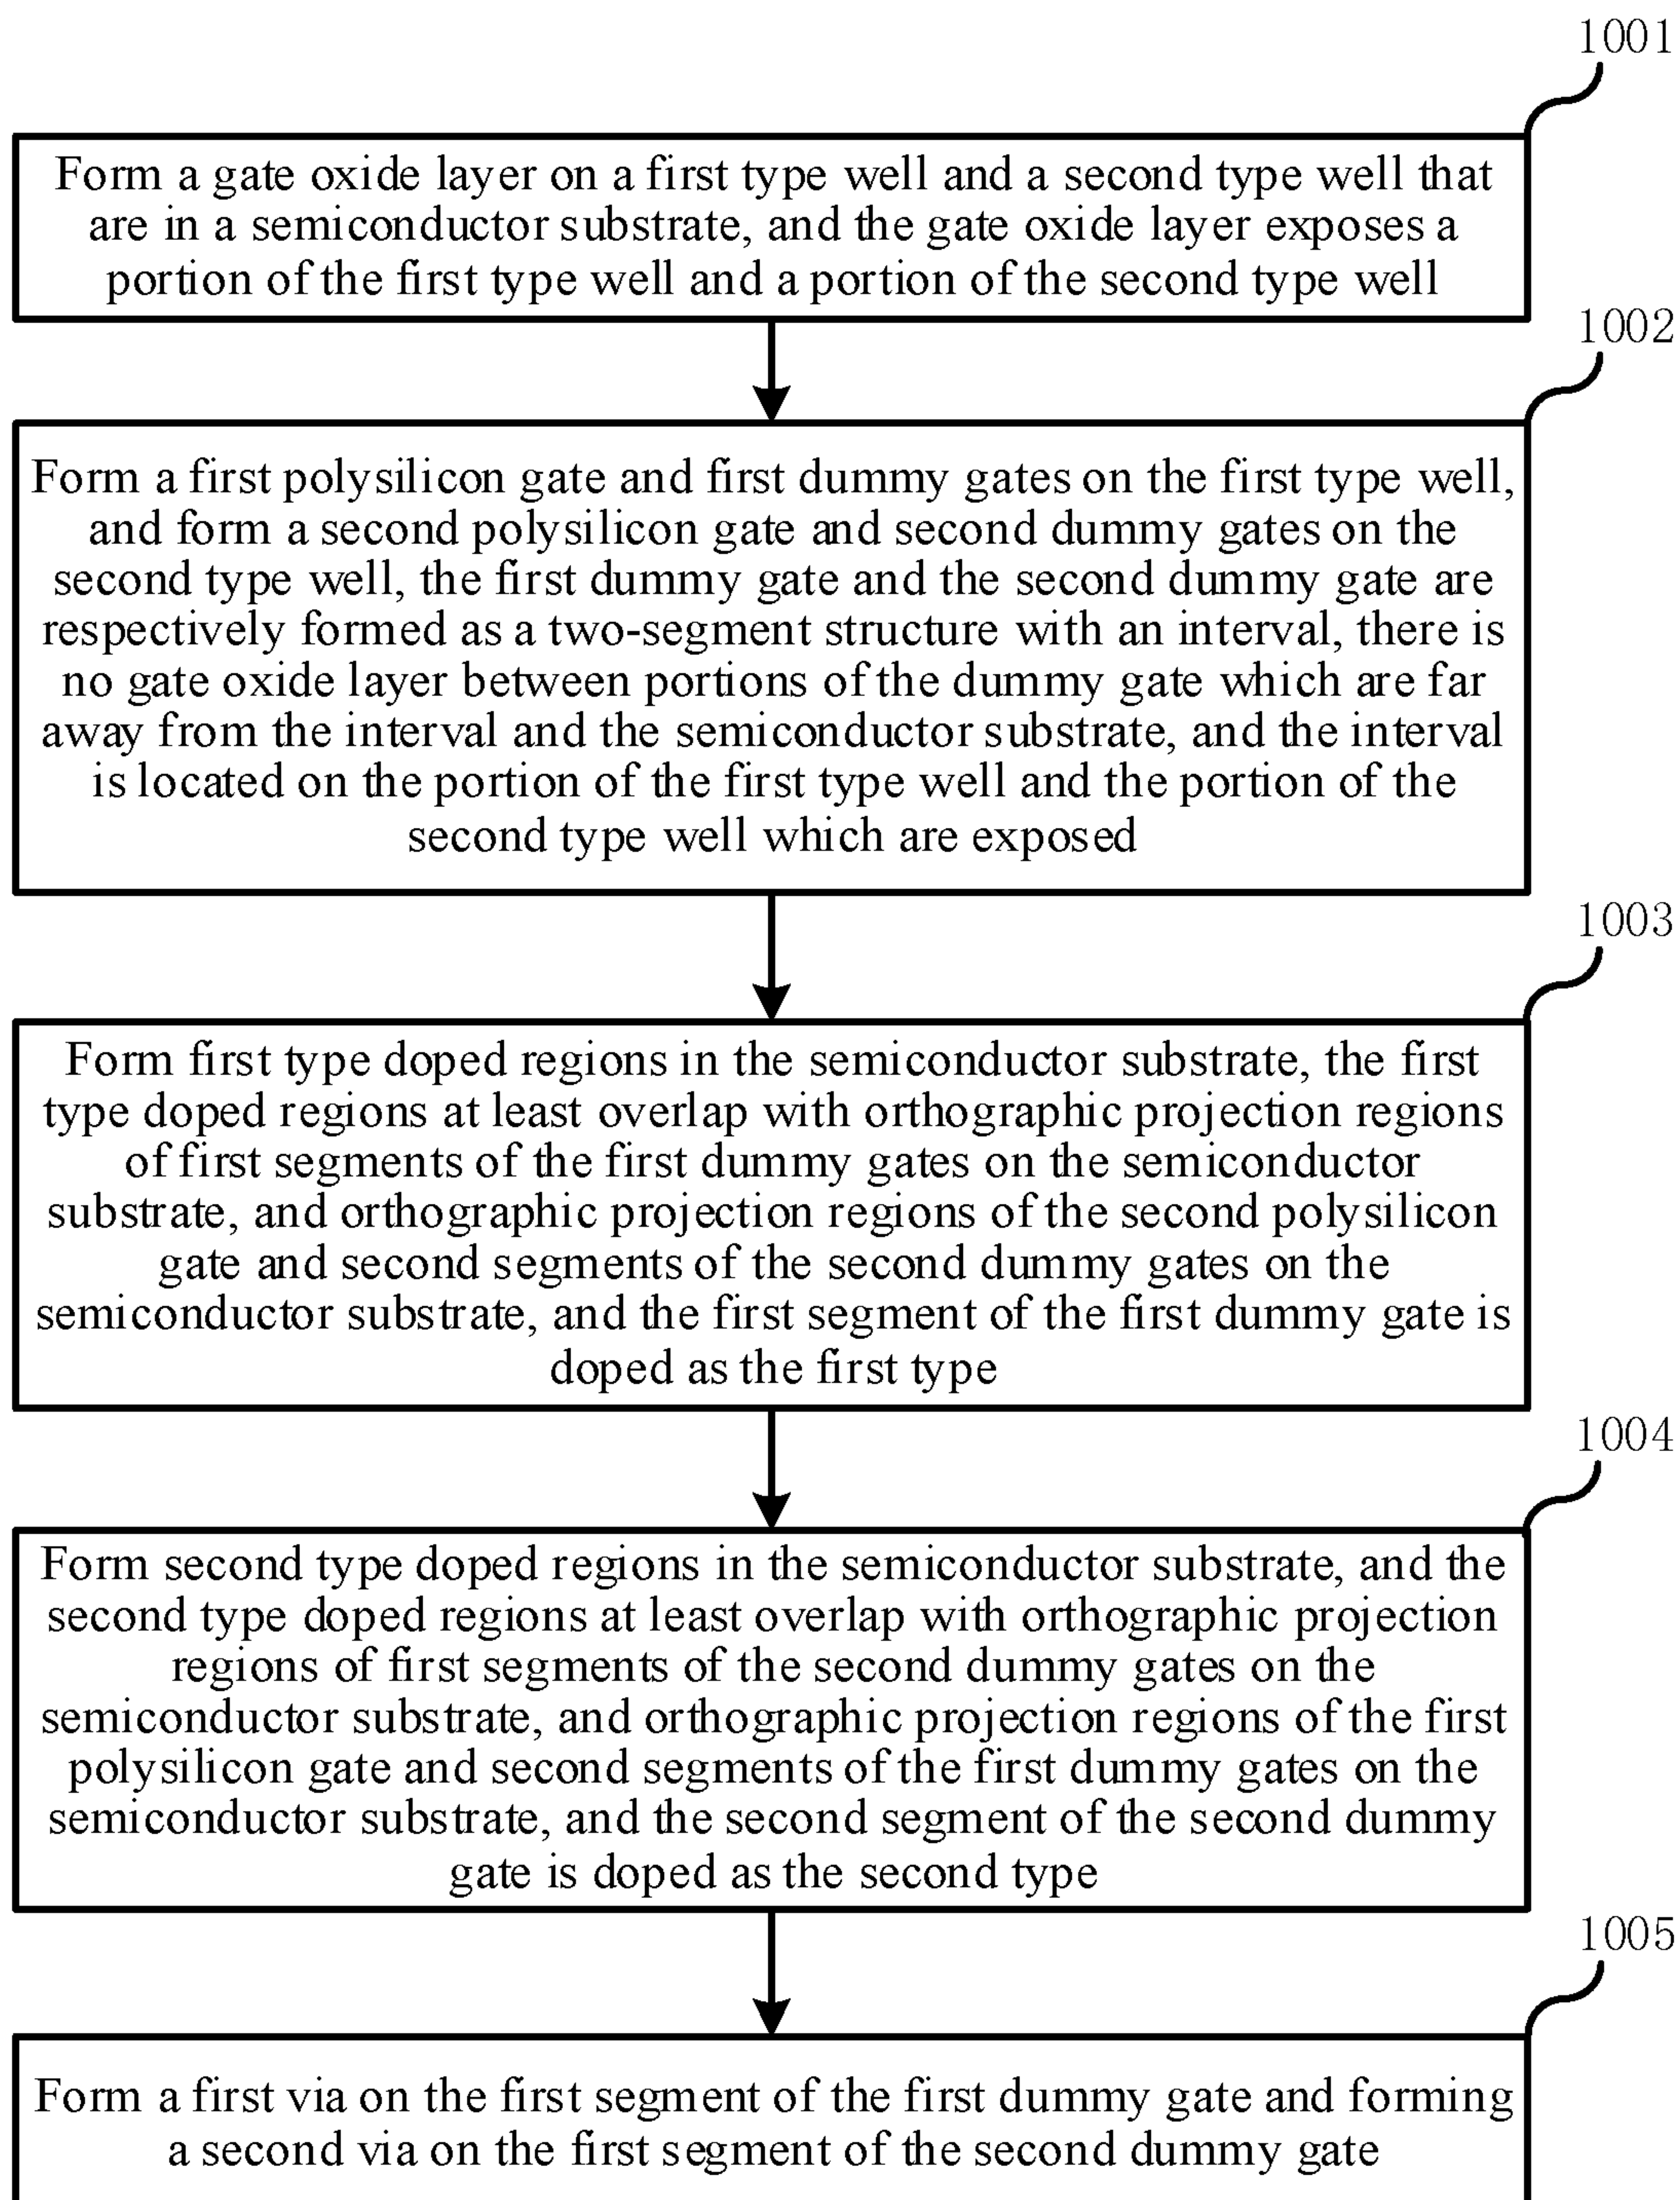 1001
Form a gate oxide layer on a first type well and a second type well that
are in a semiconductor substrate, and the gate oxide layer exposes a
portion of the first type well and a portion of the second type well
1002
Form a first polysilicon gate and first dummy gates on the first type well,
and form a second polysilicon gate and second dummy gates on the
second type well, the first dummy gate and the second dummy gate are
respectively formed as a two-segment structure with an interval, there is
no gate oxide layer between portions of the dummy gate which are far
away from the interval and the semiconductor substrate, and the interval
is located on the portion of the first type well and the portion of the
second type well which are exposed
1003
Form first type doped regions in the semiconductor substrate, the first
type doped regions at least overlap with orthographic projection regions
of first segments of the first dummy gates on the semiconductor
substrate, and orthographic projection regions of the second polysilicon
gate and second segments of the second dummy gates on the
semiconductor substrate, and the first segment of the first dummy gate is
doped as the first type
1004
Form second type doped regions in the semiconductor substrate, and the
second type doped regions at least overlap with orthographic projection
regions of first segments of the second dummy gates on the
semiconductor substrate, and orthographic projection regions of the first
polysilicon gate and second segments of the first dummy gates on the
semiconductor substrate, and the second segment of the second dummy
gate is doped as the second type
1005
Form a first via on the first segment of the first dummy gate and forming
a second via on the first segment of the second dummy gate